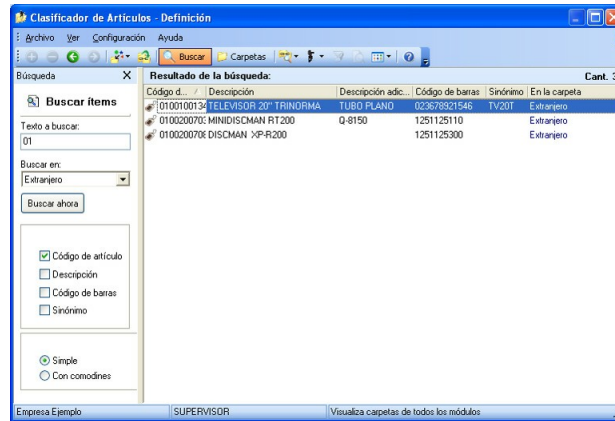 Clasificador de Artículos - Definición
Archivo Ver Configuración Ayuda
Buscar Carpetas
Búsqueda X
Resultado de la búsqueda: Cant. 3
Buscar ítems
Texto a buscar:
01
Buscar en:
Extranjero
Buscar ahora
Código de artículo
Descripción
Código de barras
Sinónimo
Simple
Con comodines
Código d... Descripción Descripción adic... Código de barras Sinónimo En la carpeta
0100100134 TELEVISOR 20'' TRINORMA TUBO PLANO 023678921546 TV20T Extranjero
010020070 MINIDISCMAN RT200 Q-8150 1251125110 Extranjero
010020070 DISCMAN XP-R200 1251125300 Extranjero
Empresa Ejemplo SUPERVISOR Visualiza carpetas de todos los módulos